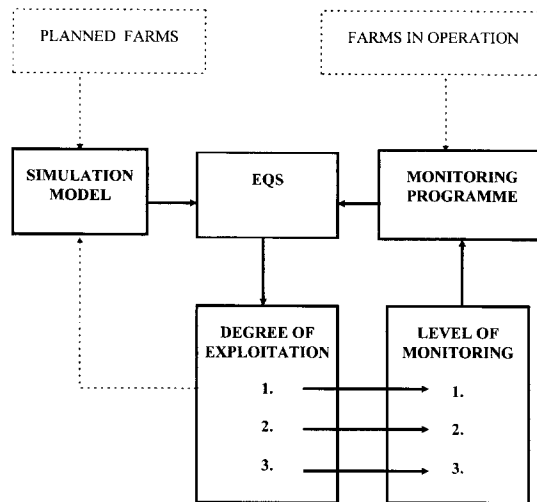 PLANNED FARMS
FARMS IN OPERATION
SIMULATION
MODEL
EQS
MONITORING
PROGRAMME
DEGREE OF
EXPLOITATION
1.
2.
3.
LEVEL OF
MONITORING
1.
2.
3.